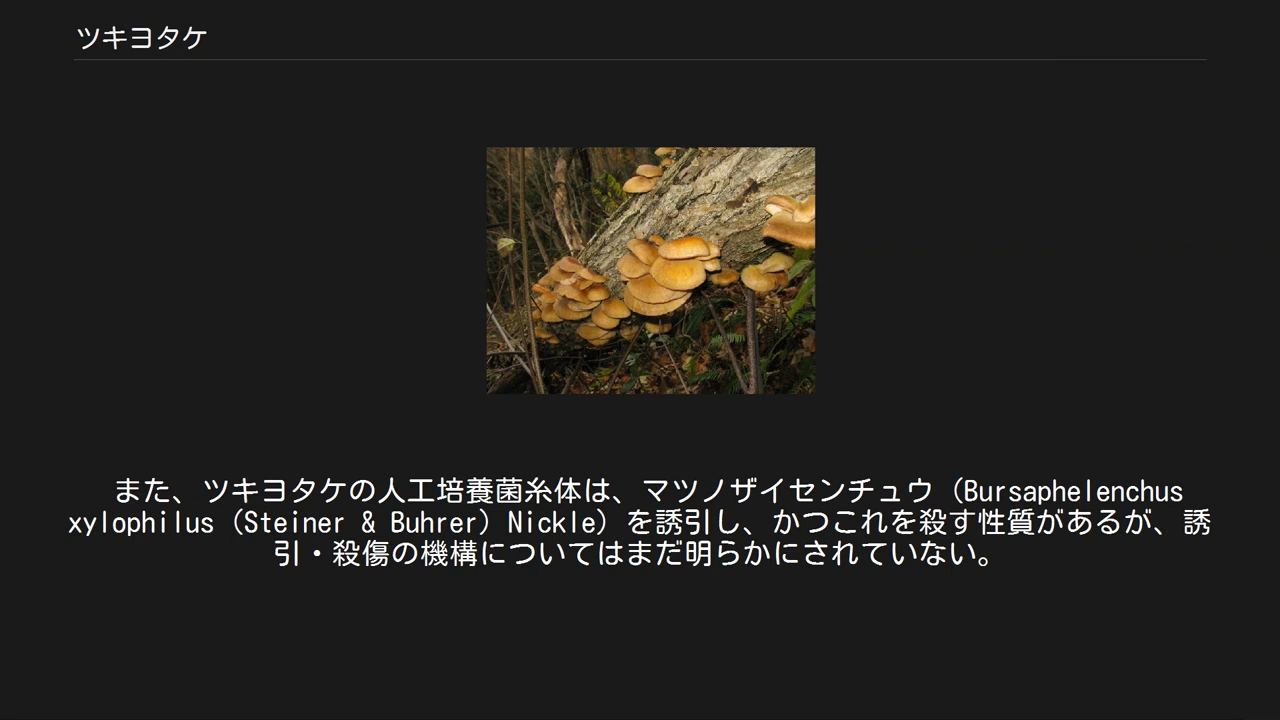 ツキヨタケ
また、ツキヨタケの人工培養菌糸体は、マツノザイセンチュウ（Bursaphelenchus
xylophilus（Steiner & Buhrer）Nickle）を誘引し、かつこれを殺す性質があるが、誘
引・殺傷の機構についてはまだ明らかにされていない。